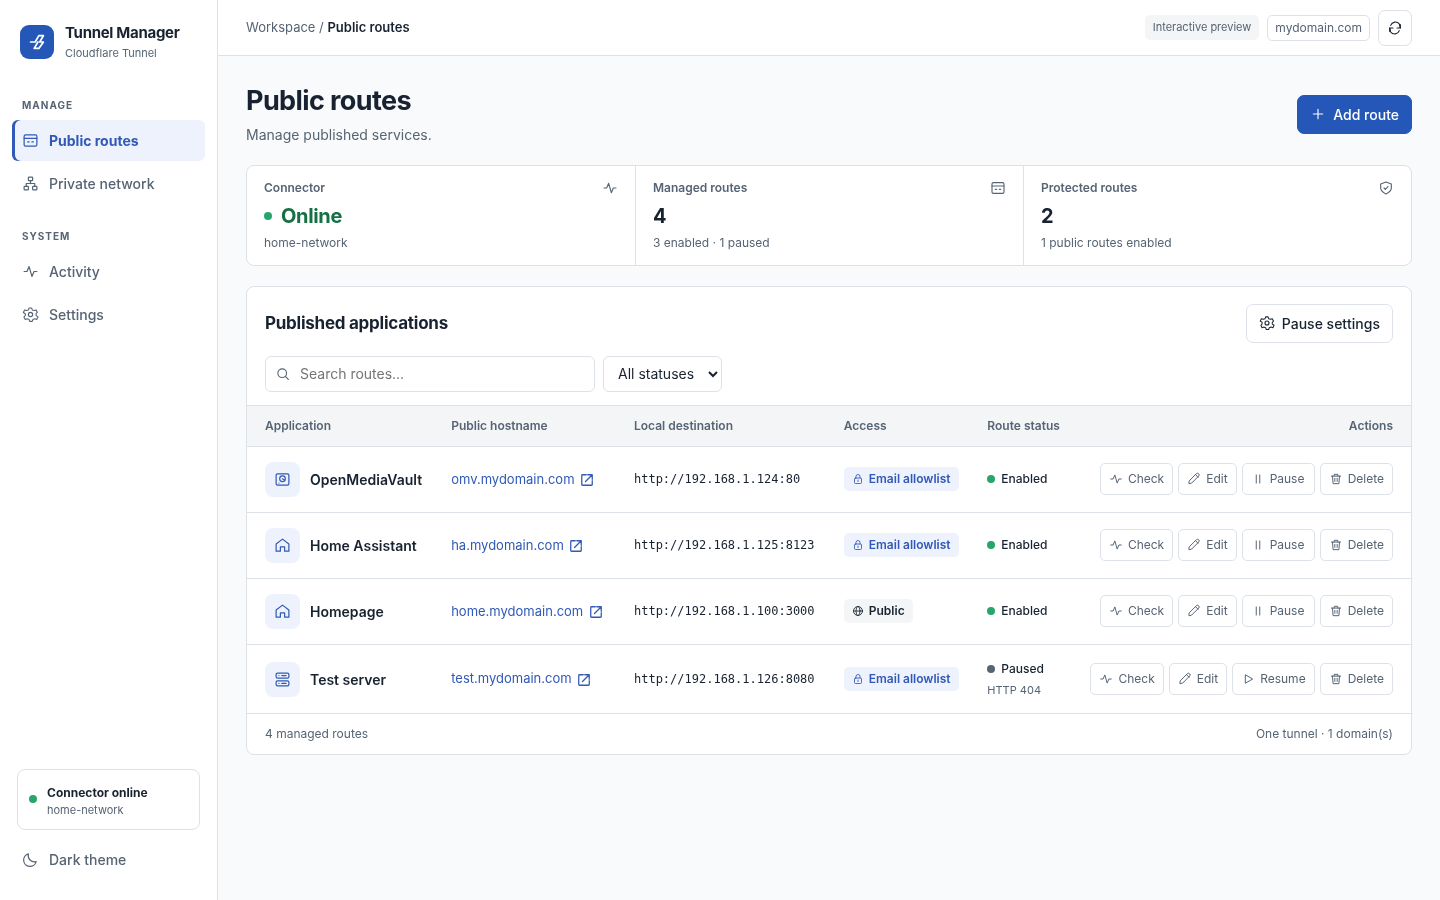 Tunnel Manager
Cloudflare Tunnel
MANAGE
Public routes
Private network
SYSTEM
Activity
Settings
Connector online
home-network
Dark theme
Workspace / Public routes
Interactive preview
mydomain.com
Public routes
Manage published services.
Add route
Connector
Online
home-network
Managed routes
4
3 enabled · 1 paused
Protected routes
2
1 public routes enabled
Published applications
Pause settings
Search routes...
All statuses
Application Public hostname Local destination Access Route status Actions
OpenMediaVault omv.mydomain.com http://192.168.1.124:80 Email allowlist Enabled Check Edit Pause Delete
Home Assistant ha.mydomain.com http://192.168.1.125:8123 Email allowlist Enabled Check Edit Pause Delete
Homepage home.mydomain.com http://192.168.1.100:3000 Public Enabled Check Edit Pause Delete
Test server test.mydomain.com http://192.168.1.126:8080 Email allowlist Paused Check Edit Resume Delete
HTTP 404
4 managed routes One tunnel · 1 domain(s)